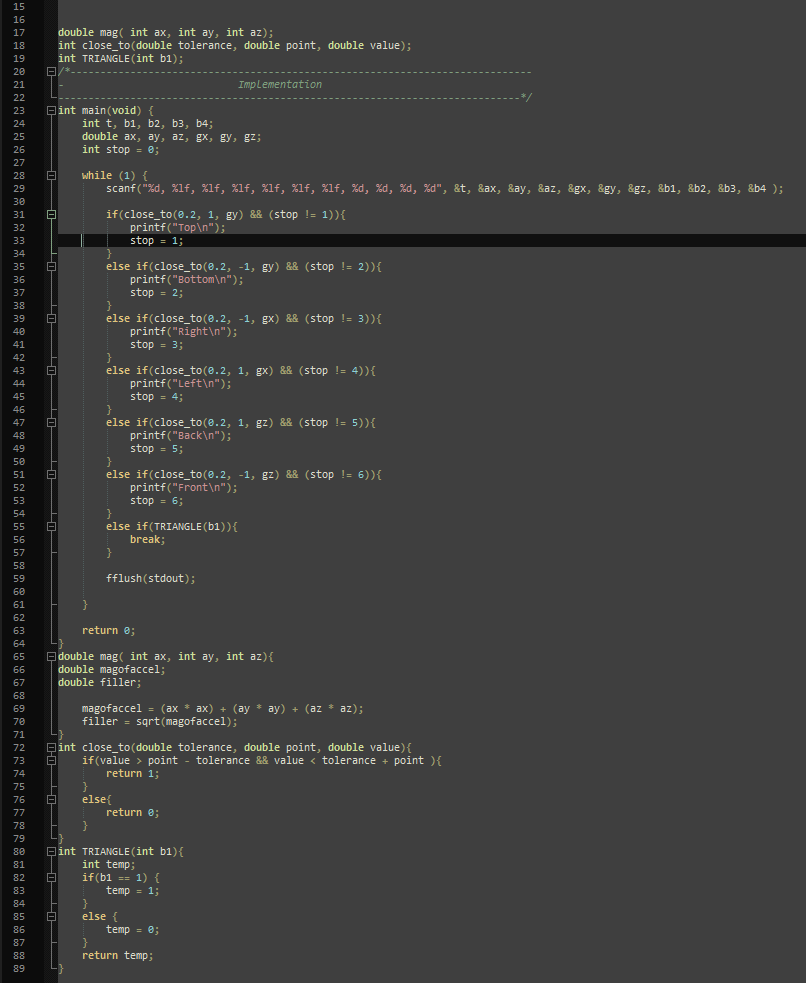 15
16
17 double mag( int ax, int ay, int az);
18 int close_to(double tolerance, double point, double value);
19 int TRIANGLE(int b1);
20 /*-----------------------------------------------------------------------------
21 - Implementation
22 -----------------------------------------------------------------------------*/
23 int main(void) {
24     int t, b1, b2, b3, b4;
25     double ax, ay, az, gx, gy, gz;
26     int stop = 0;
27
28     while (1) {
29         scanf("%d, %lf, %lf, %lf, %lf, %lf, %lf, %d, %d, %d, %d", &t, &ax, &ay, &az, &gx, &gy, &gz, &b1, &b2, &b3, &b4 );
30
31         if(close_to(0.2, 1, gy) && (stop != 1)){
32             printf("Top\n");
33             stop = 1;
34         }
35         else if(close_to(0.2, -1, gy) && (stop != 2)){
36             printf("Bottom\n");
37             stop = 2;
38         }
39         else if(close_to(0.2, -1, gx) && (stop != 3)){
40             printf("Right\n");
41             stop = 3;
42         }
43         else if(close_to(0.2, 1, gx) && (stop != 4)){
44             printf("Left\n");
45             stop = 4;
46         }
47         else if(close_to(0.2, 1, gz) && (stop != 5)){
48             printf("Back\n");
49             stop = 5;
50         }
51         else if(close_to(0.2, -1, gz) && (stop != 6)){
52             printf("Front\n");
53             stop = 6;
54         }
55         else if(TRIANGLE(b1)){
56             break;
57         }
58
59         fflush(stdout);
60
61     }
62
63     return 0;
64 }
65 double mag( int ax, int ay, int az){
66 double magofaccel;
67 double filler;
68
69     magofaccel = (ax * ax) + (ay * ay) + (az * az);
70     filler = sqrt(magofaccel);
71 }
72 int close_to(double tolerance, double point, double value){
73     if(value > point - tolerance && value < tolerance + point ){
74         return 1;
75     }
76     else{
77         return 0;
78     }
79 }
80 int TRIANGLE(int b1){
81     int temp;
82     if(b1 == 1) {
83         temp = 1;
84     }
85     else {
86         temp = 0;
87     }
88     return temp;
89 }